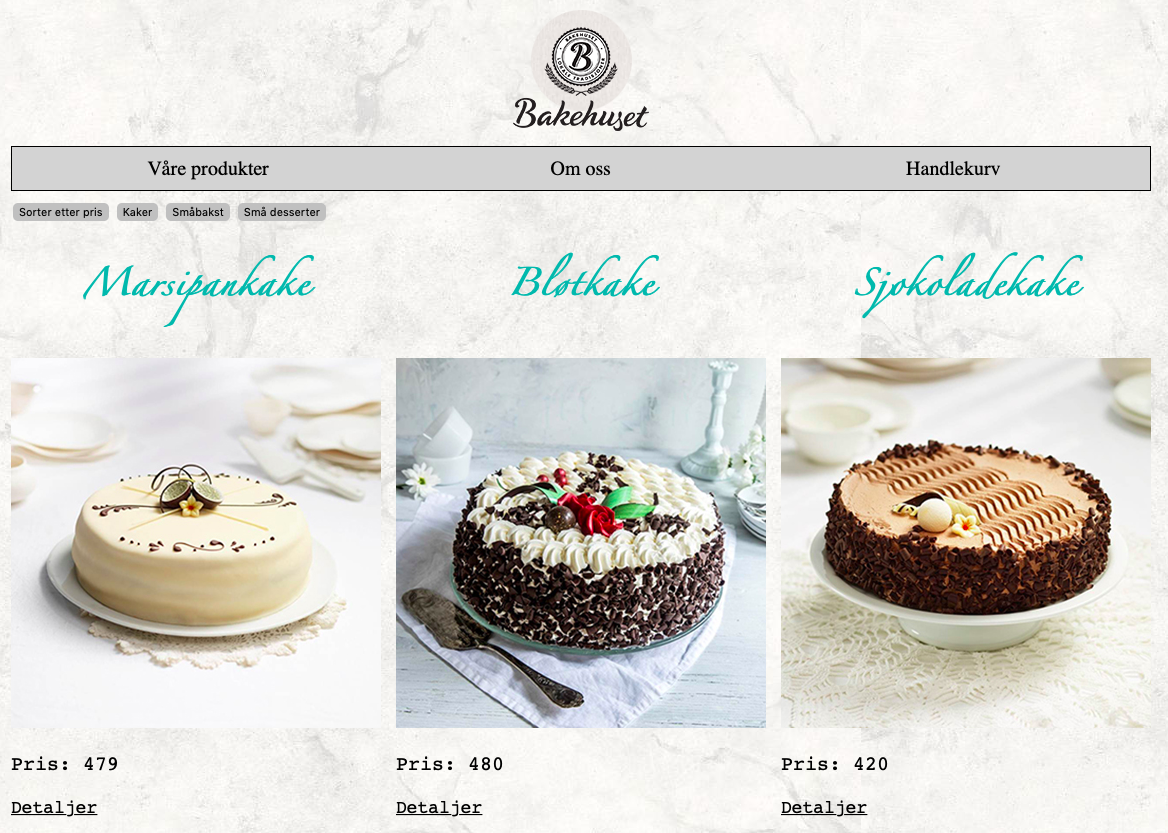 BAKEHUSET
B
LOKALE TRADISJONER
Bakehuset
Våre produkter Om oss Handlekurv
Sorter etter pris Kaker Småbakst Små desserter
Marsipankake Bløtkake Sjokoladekake
Pris: 479 Pris: 480 Pris: 420
Detaljer Detaljer Detaljer